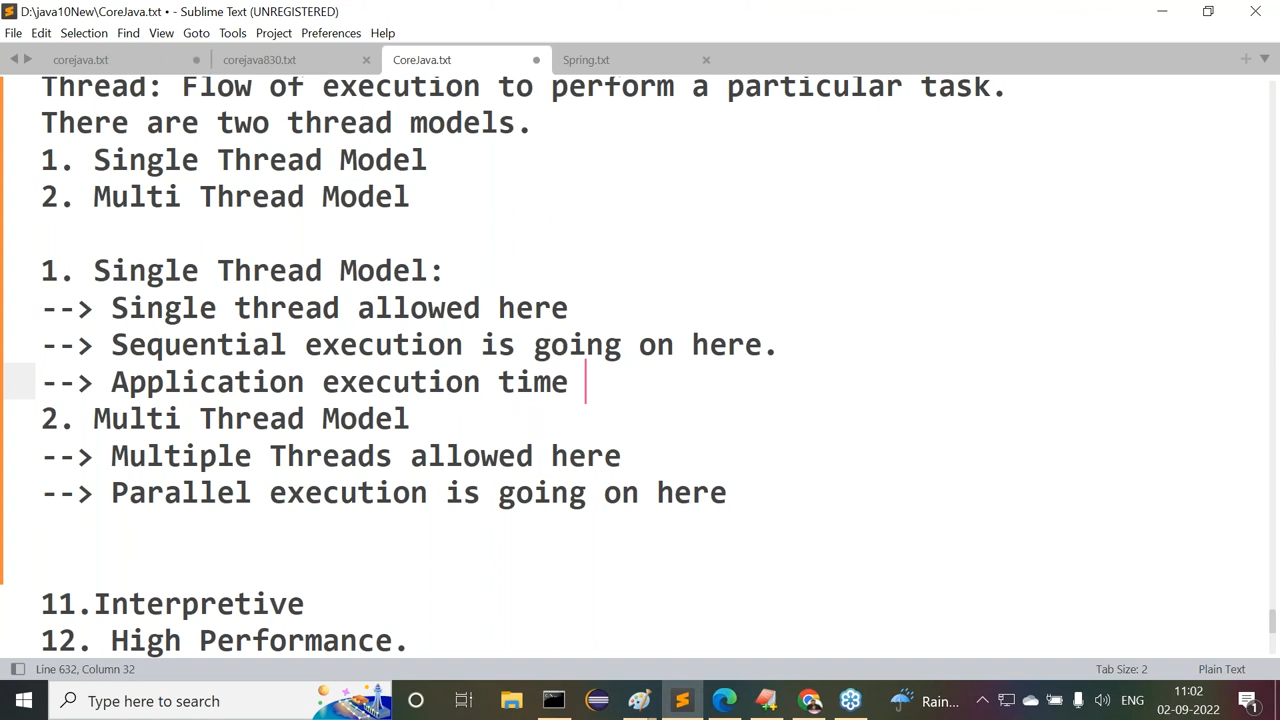 D:\java10New\CoreJava.txt • - Sublime Text (UNREGISTERED)
File Edit Selection Find View Goto Tools Project Preferences Help
corejava.txt corejava830.txt CoreJava.txt Spring.txt
Thread: Flow of execution to perform a particular task.
There are two thread models.
1. Single Thread Model
2. Multi Thread Model
1. Single Thread Model:
--> Single thread allowed here
--> Sequential execution is going on here.
--> Application execution time
2. Multi Thread Model
--> Multiple Threads allowed here
--> Parallel execution is going on here
11.Interpretive
12. High Performance.
Line 632, Column 32 Tab Size: 2 Plain Text
Type here to search Rain... ENG 11:02
02-09-2022 1